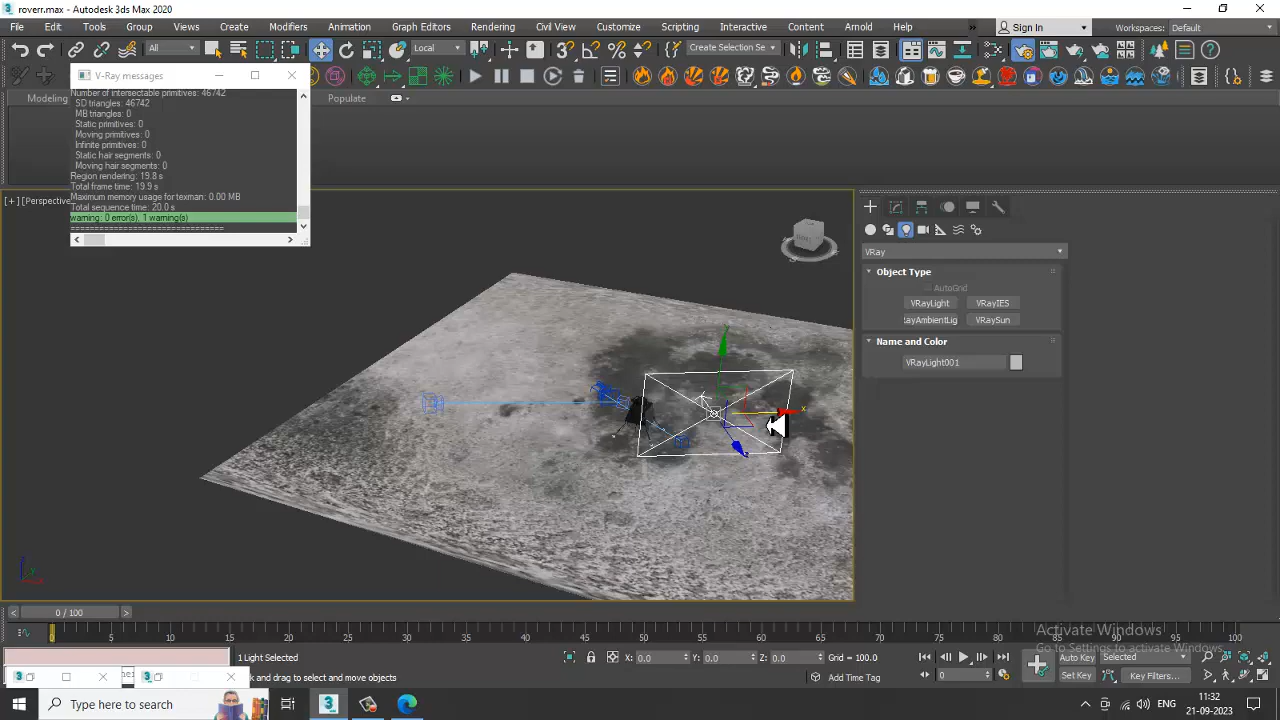 roverr.max - Autodesk 3ds Max 2020
File Edit Tools Group Views Create Modifiers Animation Graph Editors Rendering Civil View Customize Scripting Interactive Content Arnold Help Sign In Workspaces: Default
All Local Create Selection Se
V-Ray messages
Number of intersectable primitives: 46742
SD triangles: 46742
MB triangles: 0
Static primitives: 0
Moving primitives: 0
Infinite primitives: 0
Static hair segments: 0
Moving hair segments: 0
Region rendering: 19.8 s
Total frame time: 19.9 s
Maximum memory usage for texman: 0.00 MB
Total sequence time: 20.0 s
warning: 0 error(s), 1 warning(s)
==============================
Modeling Populate
[+] [Perspective
VRay
Object Type
AutoGrid
VRayLight VRayIES
RayAmbientLig VRaySun
Name and Color
VRayLight001
x
0 / 100
0 5 10 15 20 25 30 35 40 45 50 55 60 65 70 75 80 85 90 95 100
1 Light Selected X: 0.0 Y: 0.0 Z: 0.0 Grid = 100.0 Auto Key Selected
k and drag to select and move objects Add Time Tag 0 Set Key Key Filters...
Activate Windows
Go to Settings to activate Windows.
Type here to search
ENG
11:32
21-09-2023